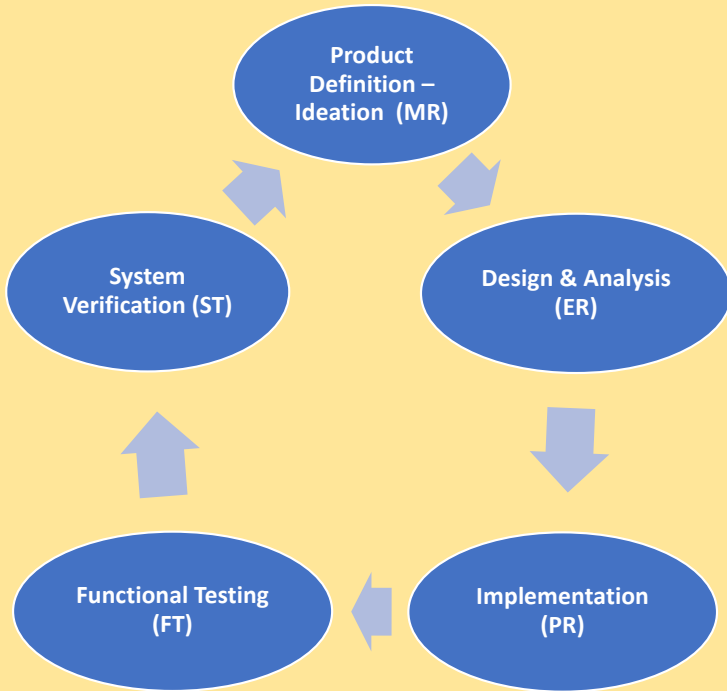 Product
Definition –
Ideation (MR)
Design & Analysis
(ER)
Implementation
(PR)
Functional Testing
(FT)
System
Verification (ST)